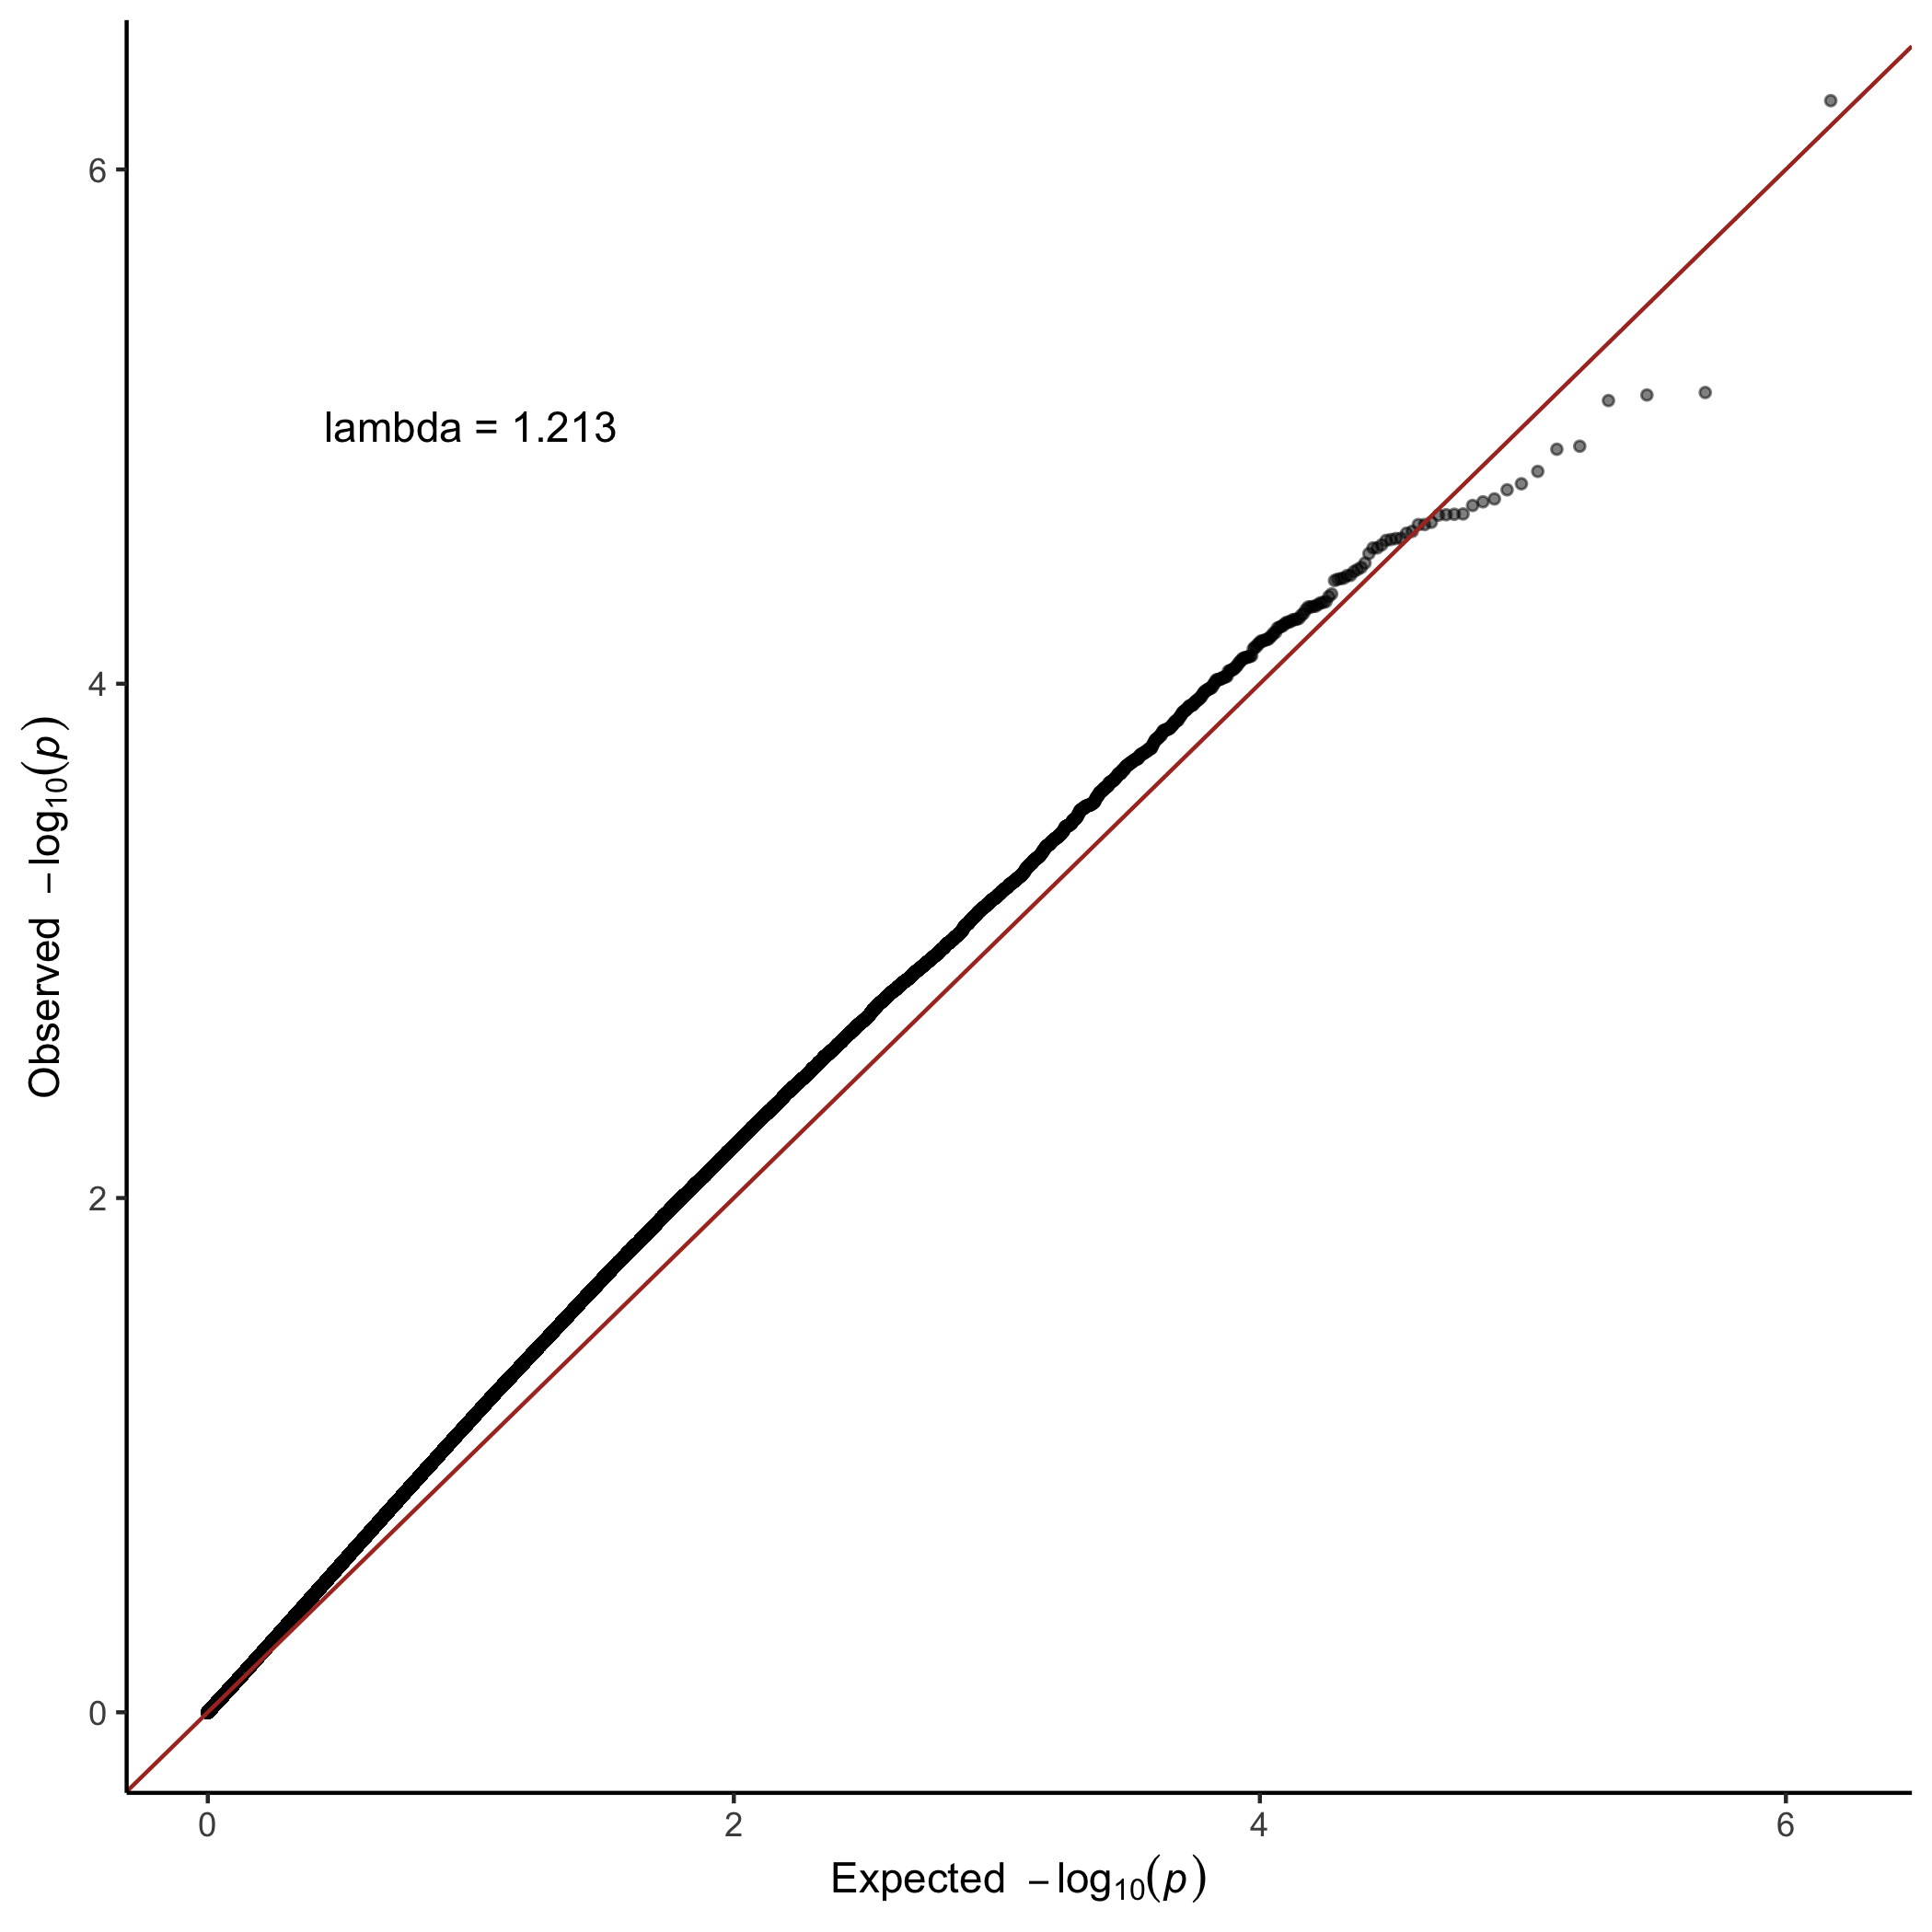 6
lambda = 1.213
4
Observed −log10(p)
2
0
0 2 4 6
Expected −log10(p)